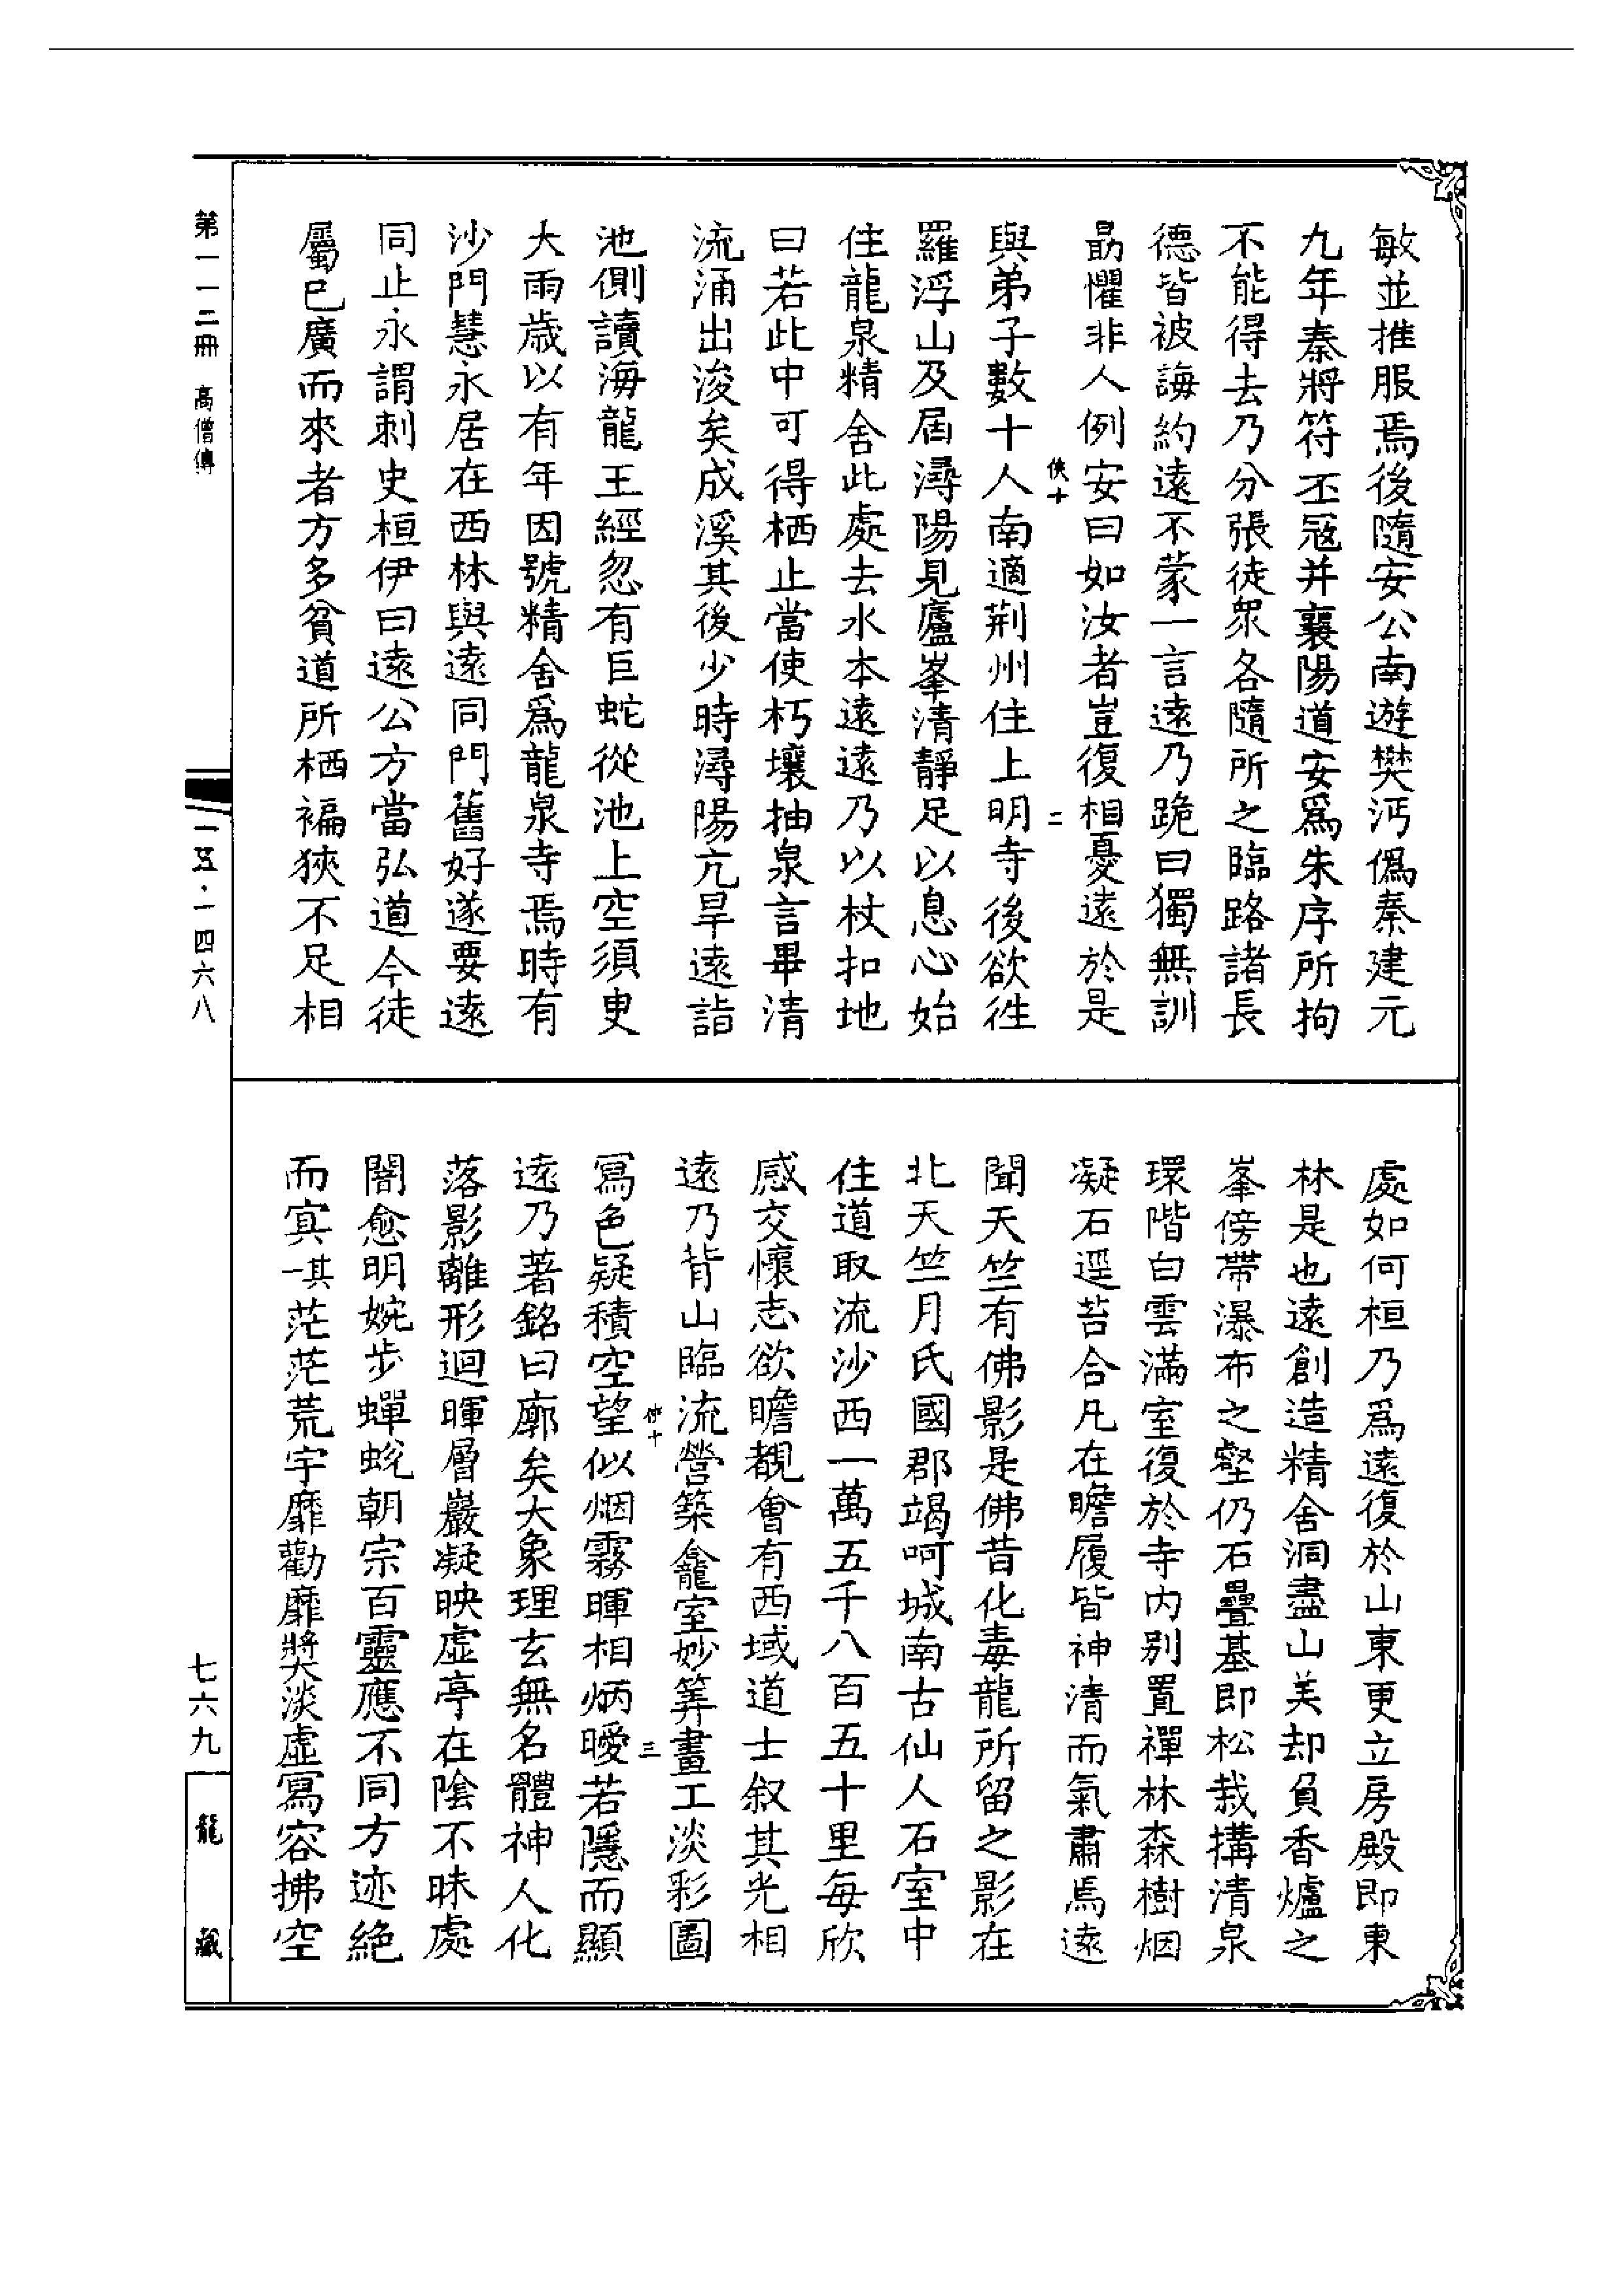 敏並推服焉後隨安公南遊樊沔僞秦建元
九年秦將符丕寇并襄陽道安爲朱序所拘
不能得去乃分張徒衆各隨所之臨路諸長
德皆被誨約遠不蒙一言遠乃跪曰獨無訓
勗懼非人例安曰如汝者豈復相憂遠於是
俠十 二
與弟子數十人南適荆州住上明寺後欲往
羅浮山及屆潯陽見廬峯清靜足以息心始
住龍泉精舍此處去水本遠遠乃以杖扣地
曰若此中可得栖止當使朽壤抽泉言畢清
流涌出浚矣成溪其後少時潯陽亢旱遠詣
池側讀海龍王經忽有巨蛇從池上空須臾
大雨歲以有年因號精舍爲龍泉寺焉時有
沙門慧永居在西林與遠同門舊好遂要遠
同止永謂刺史桓伊曰遠公方當弘道今徒
屬已廣而來者方多貧道所栖褊狹不足相
處如何桓乃爲遠復於山東更立房殿即東
林是也遠創造精舍洞盡山美却負香爐之
峯傍帶瀑布之壑仍石疊基即松栽搆清泉
環階白雲滿室復於寺内别置禪林森樹烟
凝石逕苔合凡在瞻履皆神清而氣肅焉遠
聞天竺有佛影是佛昔化毒龍所留之影在
北天竺月氏國郡竭呵城南古仙人石室中
住道取流沙西一萬五千八百五十里每欣
感交懷志欲瞻覩會有西域道士叙其光相
遠乃背山臨流營築龕室妙筭畫工淡彩圖
俠十 三
寫色疑積空望似烟霧暉相炳曖若隱而顯
遠乃著銘曰廓矣大象理玄無名體神入化
落影離形迴暉層巖凝映虛亭在陰不昧處
闇愈明婉步蟬蛻朝宗百靈應不同方迹絶
而㝠其一茫茫荒宇靡勸靡將大淡虛寫容拂空
第一一二冊 高僧傳
一五·一四六八
七六九
龍藏